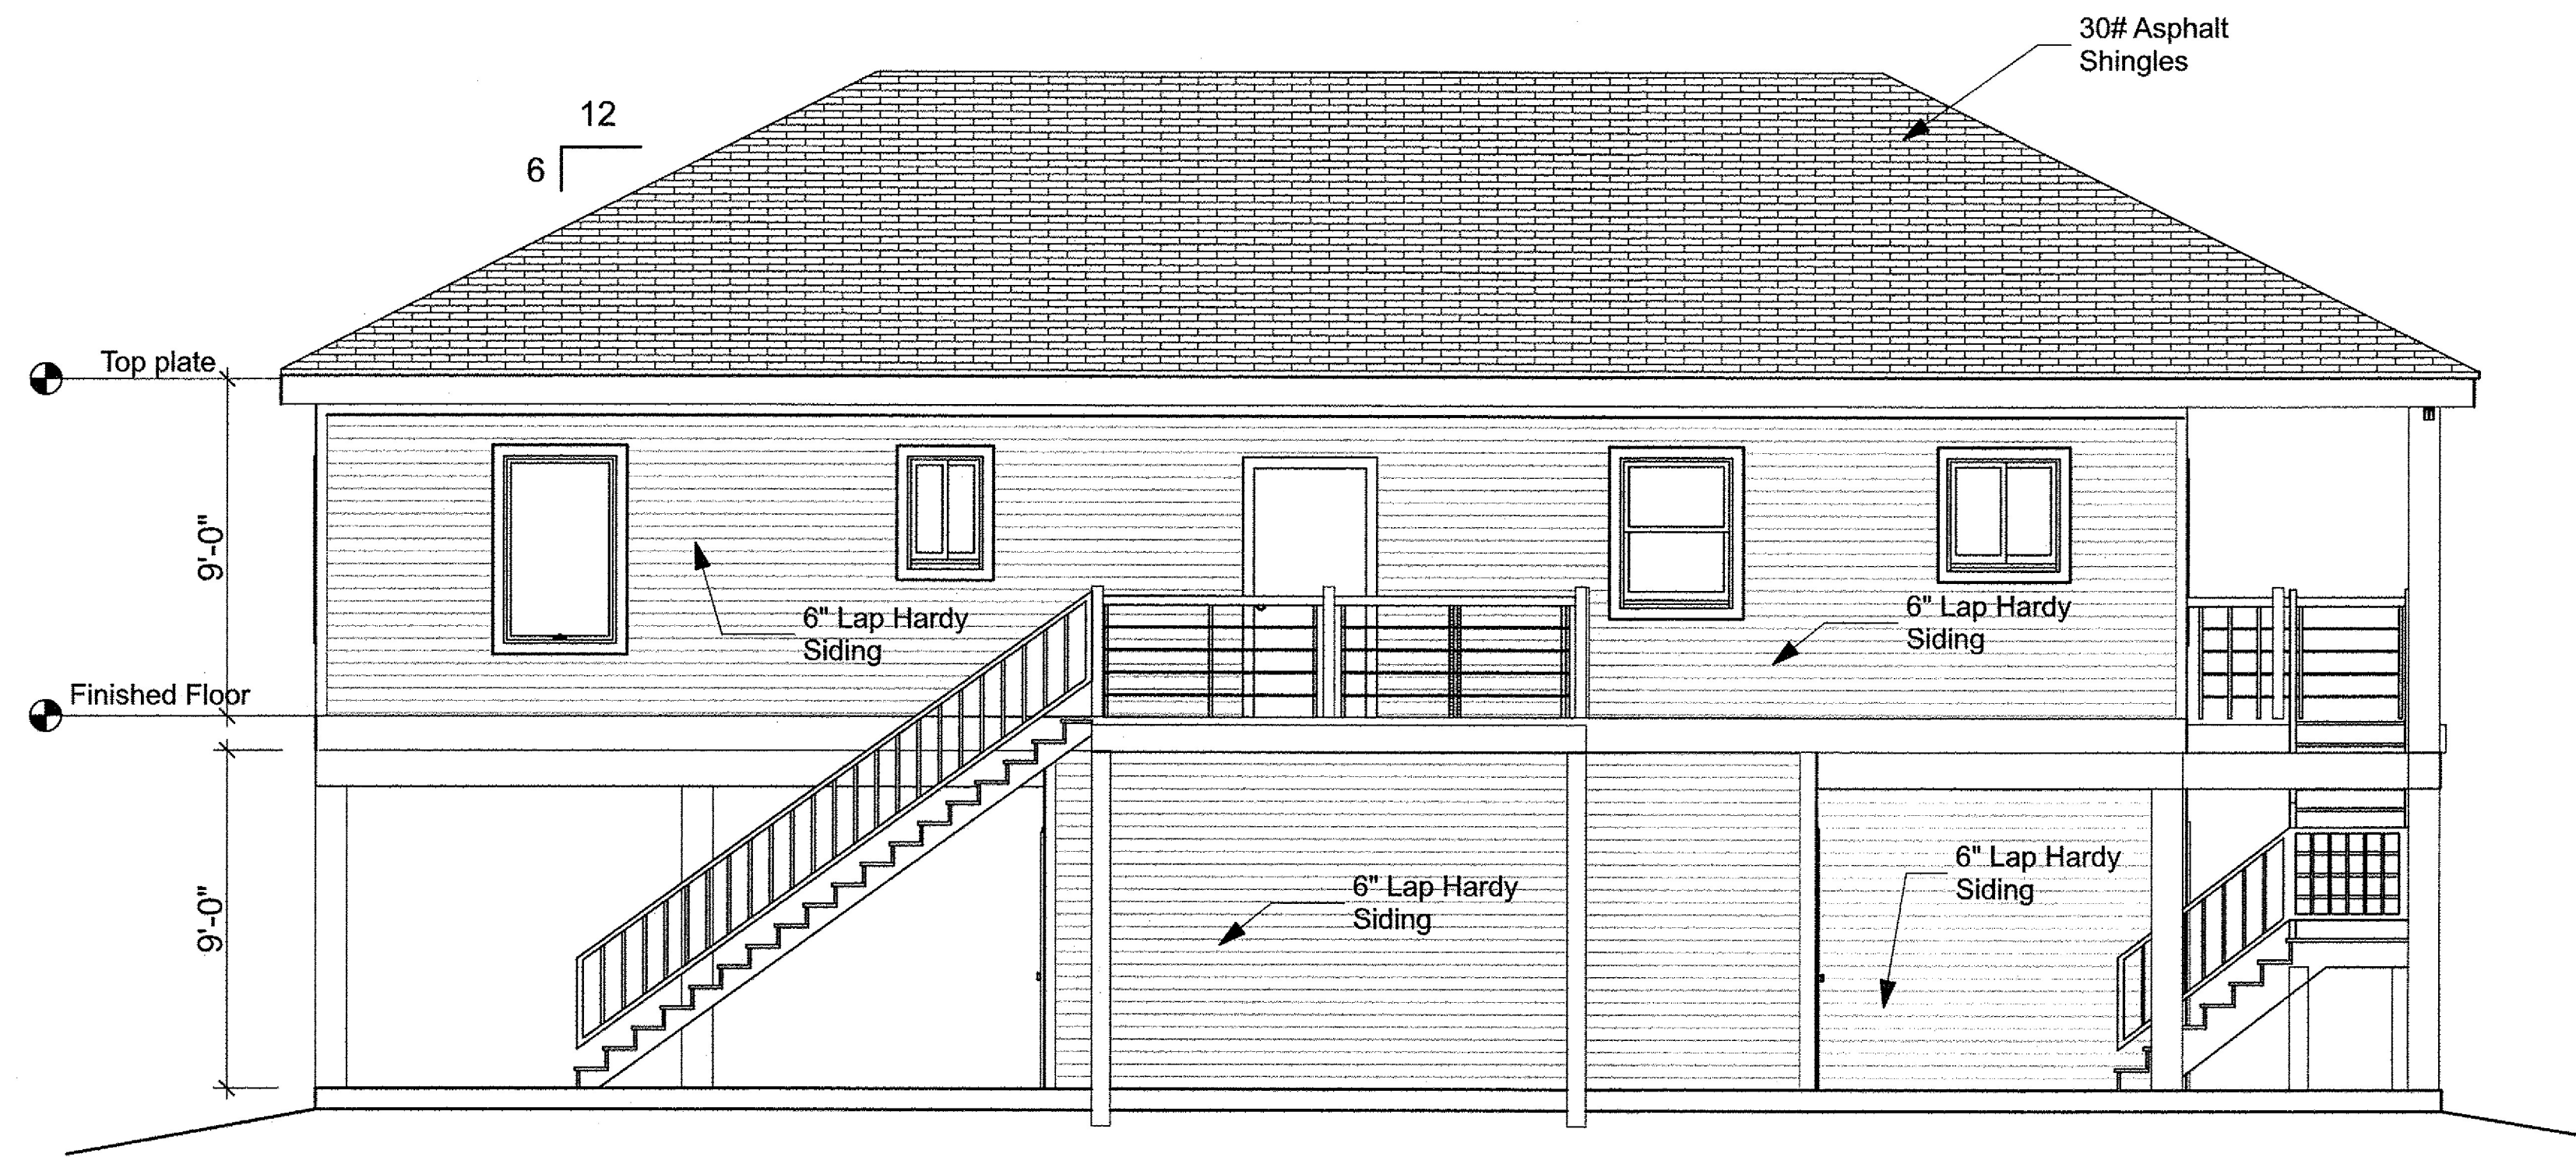 30# Asphalt
Shingles
12
6
Top plate
9'-0"
6" Lap Hardy
Siding
6" Lap Hardy
Siding
Finished Floor
9'-0"
6" Lap Hardy
Siding
6" Lap Hardy
Siding